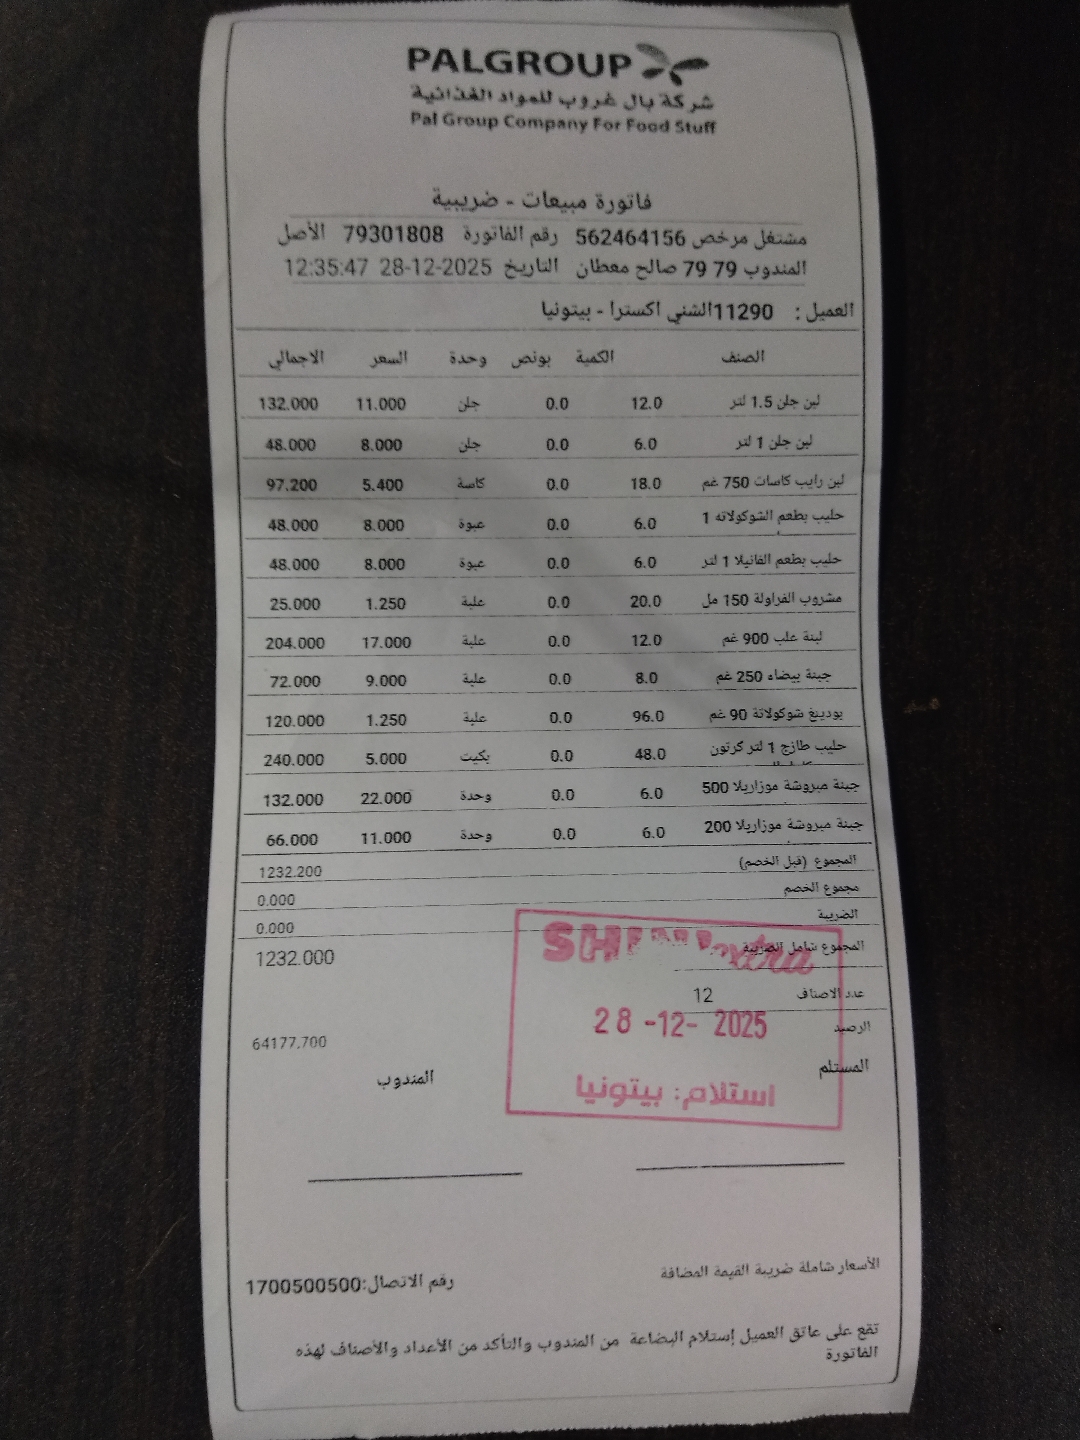 PALGROUP
شركة بال غروب للمواد الغذائية
Pal Group Company For Food Stuff
فاتورة مبيعات - ضريبية
مشتغل مرخص 562464156 رقم الفاتورة 79301808 الأصل
المندوب 79 79 صالح معطان التاريخ 28-12-2025 12:35:47
العميل : 11290الشني اكسترا - بيتونيا
الصنف الكمية بونص وحدة السعر الاجمالي
لبن جلن 1.5 لتر 12.0 0.0 جلن 11.000 132.000
لبن جلن 1 لتر 6.0 0.0 جلن 8.000 48.000
لبن رايب كاسات 750 غم 18.0 0.0 كاسة 5.400 97.200
حليب بطعم الشوكولاته 1 6.0 0.0 عبوة 8.000 48.000
حليب بطعم الفانيلا 1 لتر 6.0 0.0 عبوة 8.000 48.000
مشروب الفراولة 150 مل 20.0 0.0 علبة 1.250 25.000
لبنة علب 900 غم 12.0 0.0 علبة 17.000 204.000
جبنة بيضاء 250 غم 8.0 0.0 علبة 9.000 72.000
بودينغ شوكولاتة 90 غم 96.0 0.0 علبة 1.250 120.000
حليب طازج 1 لتر كرتون 48.0 0.0 بكيت 5.000 240.000
جبنة مبروشة موزاريلا 500 6.0 0.0 وحدة 22.000 132.000
جبنة مبروشة موزاريلا 200 6.0 0.0 وحدة 11.000 66.000
المجموع (قبل الخصم) 1232.200
مجموع الخصم 0.000
الضريبة 0.000
المجموع شامل الضريبة 1232.000
extra
عدد الاصناف 12
28 -12- 2025
الرصيد 64177.700
المستلم المندوب
استلام: بيتونيا
الأسعار شاملة ضريبة القيمة المضافة
رقم الاتصال:1700500500
تقع على عاتق العميل إستلام البضاعة من المندوب والتأكد من الأعداد والأصناف لهذه
الفاتورة